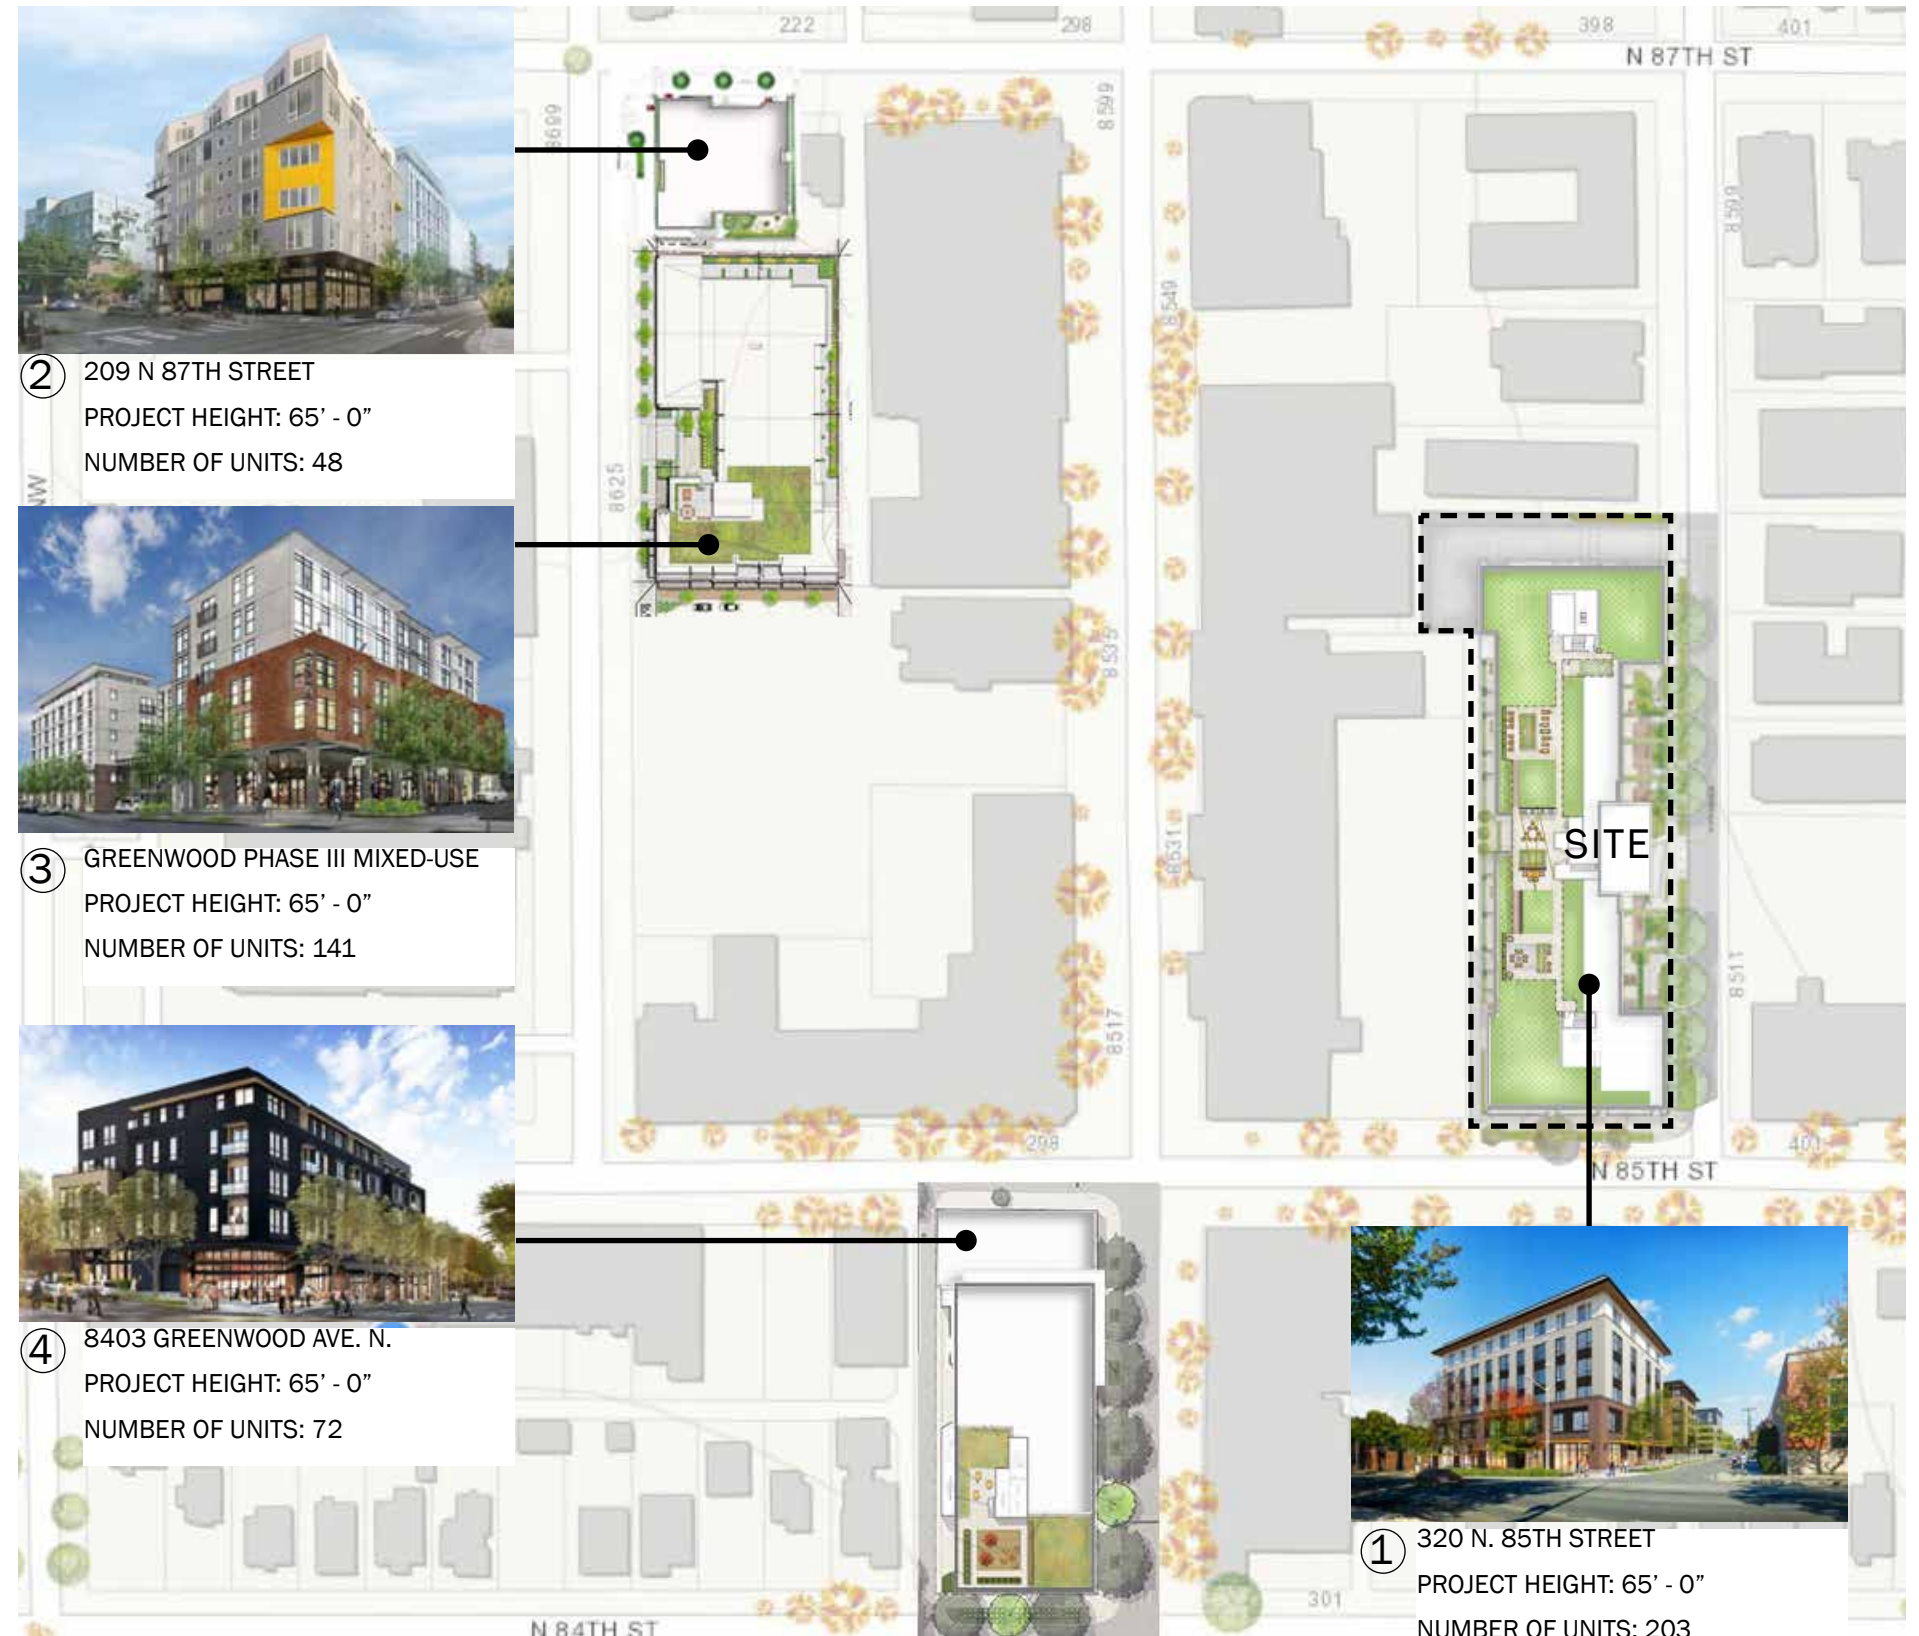 222
298
398
401
N 87TH ST
8699
8599
8599
②
209 N 87TH STREET
PROJECT HEIGHT: 65' - 0”
NUMBER OF UNITS: 48
8549
NW
8625
③
GREENWOOD PHASE III MIXED-USE
PROJECT HEIGHT: 65' - 0”
NUMBER OF UNITS: 141
8535
8531
SITE
8517
8511
298
401
N 85TH ST
④
8403 GREENWOOD AVE. N.
PROJECT HEIGHT: 65' - 0”
NUMBER OF UNITS: 72
①
320 N. 85TH STREET
PROJECT HEIGHT: 65' - 0”
NUMBER OF UNITS: 203
301
N 84TH ST